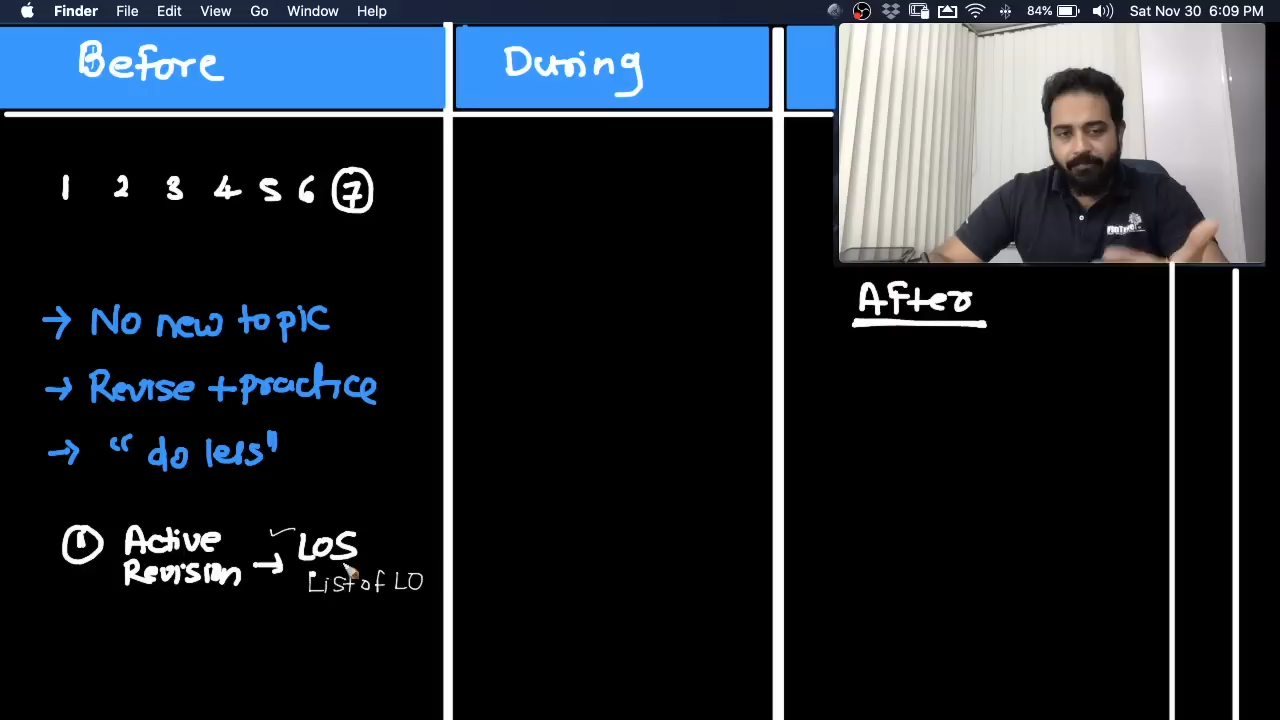 Finder File Edit View Go Window Help 84% Sat Nov 30 6:09 PM
Before
During
1 2 3 4 5 6 7
After
→ No new topic
→ Revise + practice
→ "do less"
① Active Revision → LOS
List of LO